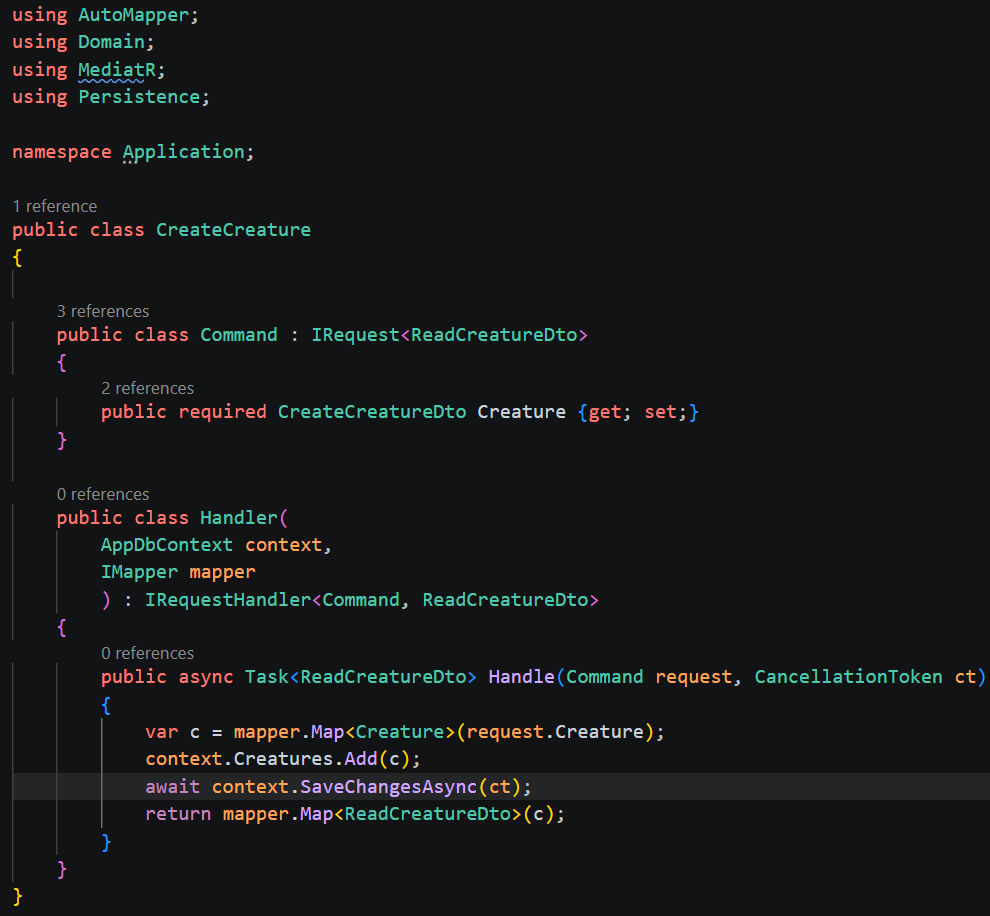 using AutoMapper;
using Domain;
using MediatR;
using Persistence;
namespace Application;
1 reference
public class CreateCreature
{
3 references
public class Command : IRequest<ReadCreatureDto>
{
2 references
public required CreateCreatureDto Creature {get; set;}
}
0 references
public class Handler(
AppDbContext context,
IMapper mapper
) : IRequestHandler<Command, ReadCreatureDto>
{
0 references
public async Task<ReadCreatureDto> Handle(Command request, CancellationToken ct)
{
var c = mapper.Map<Creature>(request.Creature);
context.Creatures.Add(c);
await context.SaveChangesAsync(ct);
return mapper.Map<ReadCreatureDto>(c);
}
}
}